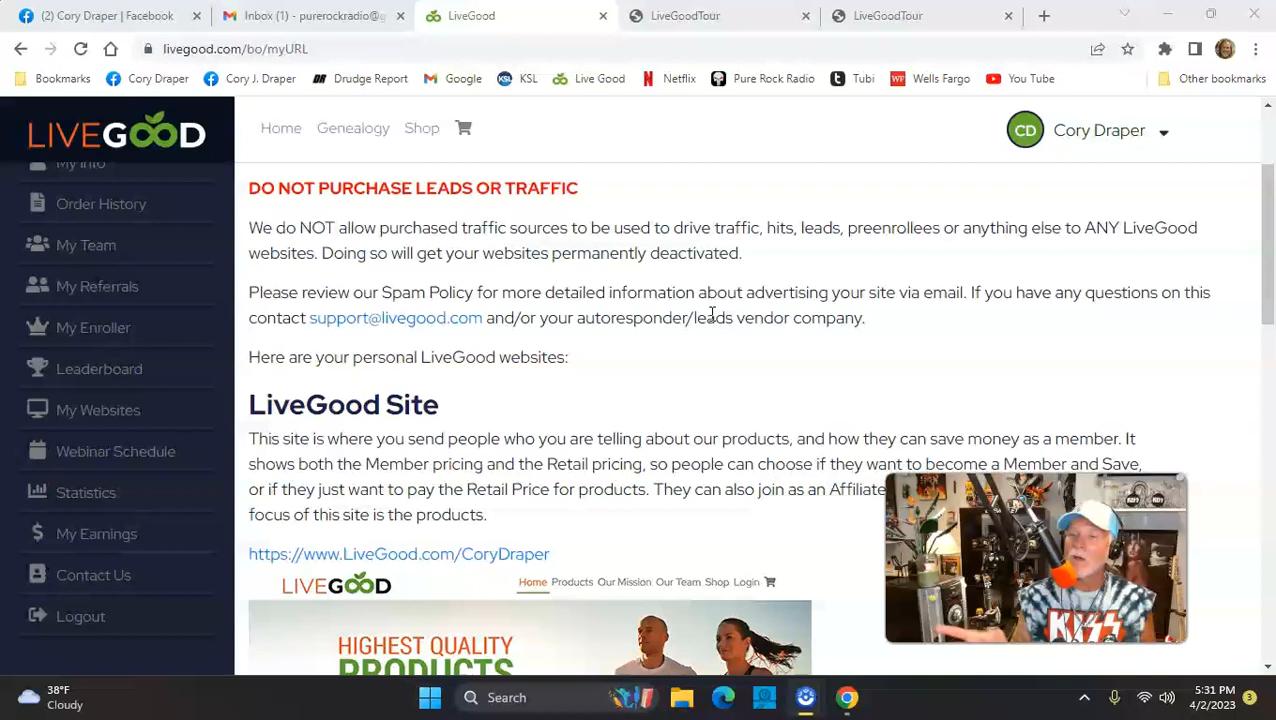 (2) Cory Draper | Facebook
Inbox (1) - purerockradio@g
LiveGood
LiveGoodTour
LiveGoodTour
livegood.com/bo/myURL
Bookmarks
Cory Draper
Cory J. Draper
Drudge Report
Google
KSL
Live Good
Netflix
Pure Rock Radio
Tubi
Wells Fargo
You Tube
Other bookmarks
LIVEGOOD
Home
Genealogy
Shop
CD
Cory Draper
My Info
Order History
My Team
My Referrals
My Enroller
Leaderboard
My Websites
Webinar Schedule
Statistics
My Earnings
Contact Us
Logout
DO NOT PURCHASE LEADS OR TRAFFIC
We do NOT allow purchased traffic sources to be used to drive traffic, hits, leads, preenrollees or anything else to ANY LiveGood
websites. Doing so will get your websites permanently deactivated.
Please review our Spam Policy for more detailed information about advertising your site via email. If you have any questions on this
contact support@livegood.com and/or your autoresponder/leads vendor company.
Here are your personal LiveGood websites:
LiveGood Site
This site is where you send people who you are telling about our products, and how they can save money as a member. It
shows both the Member pricing and the Retail pricing, so people can choose if they want to become a Member and Save,
or if they just want to pay the Retail Price for products. They can also join as an Affiliate
focus of this site is the products.
https://www.LiveGood.com/CoryDraper
LIVEGOOD
Home Products Our Mission Our Team Shop Login
HIGHEST QUALITY
PRODUCTS
KISS
38°F
Cloudy
Search
5:31 PM
4/2/2023
3